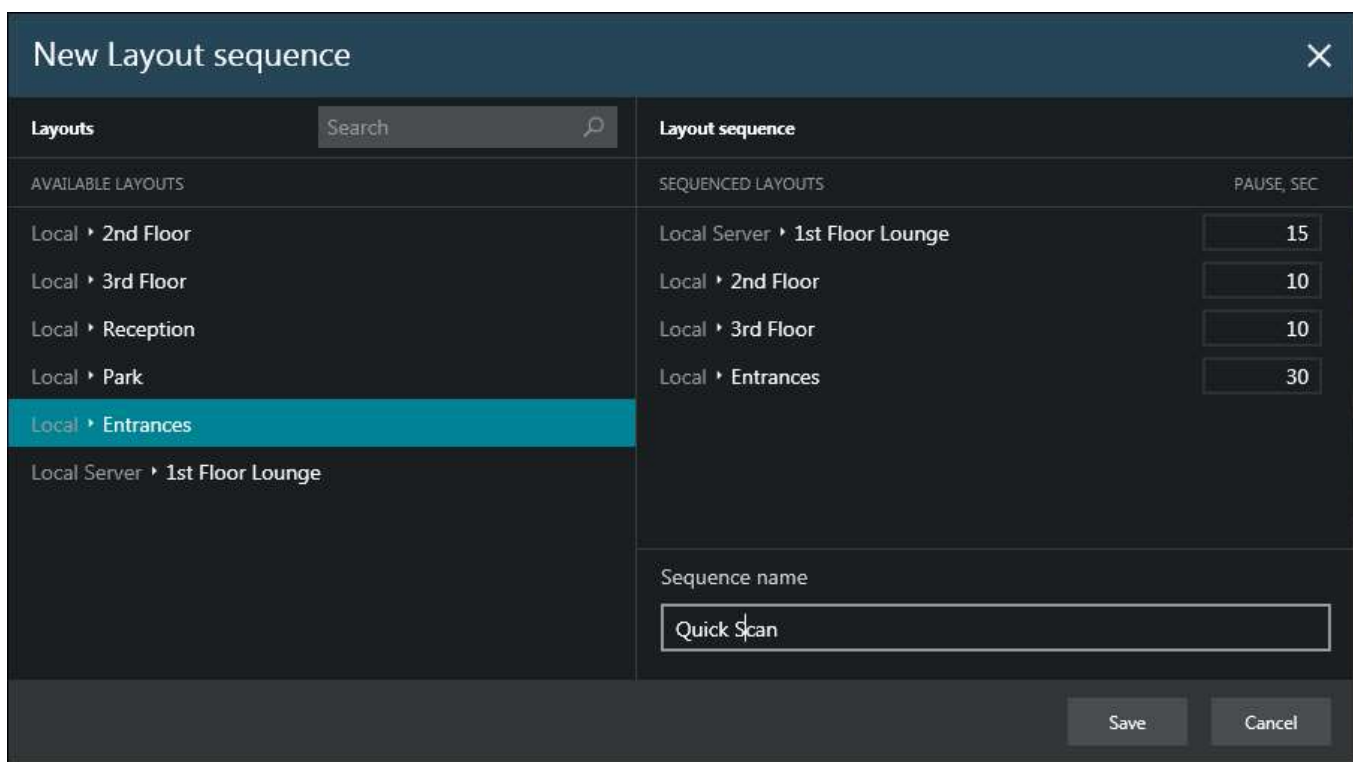 New Layout sequence
Layouts
Search
AVAILABLE LAYOUTS
Local ‣ 2nd Floor
Local ‣ 3rd Floor
Local ‣ Reception
Local ‣ Park
Local ‣ Entrances
Local Server ‣ 1st Floor Lounge
Layout sequence
SEQUENCED LAYOUTS PAUSE, SEC
Local Server ‣ 1st Floor Lounge 15
Local ‣ 2nd Floor 10
Local ‣ 3rd Floor 10
Local ‣ Entrances 30
Sequence name
Quick Scan
Save Cancel